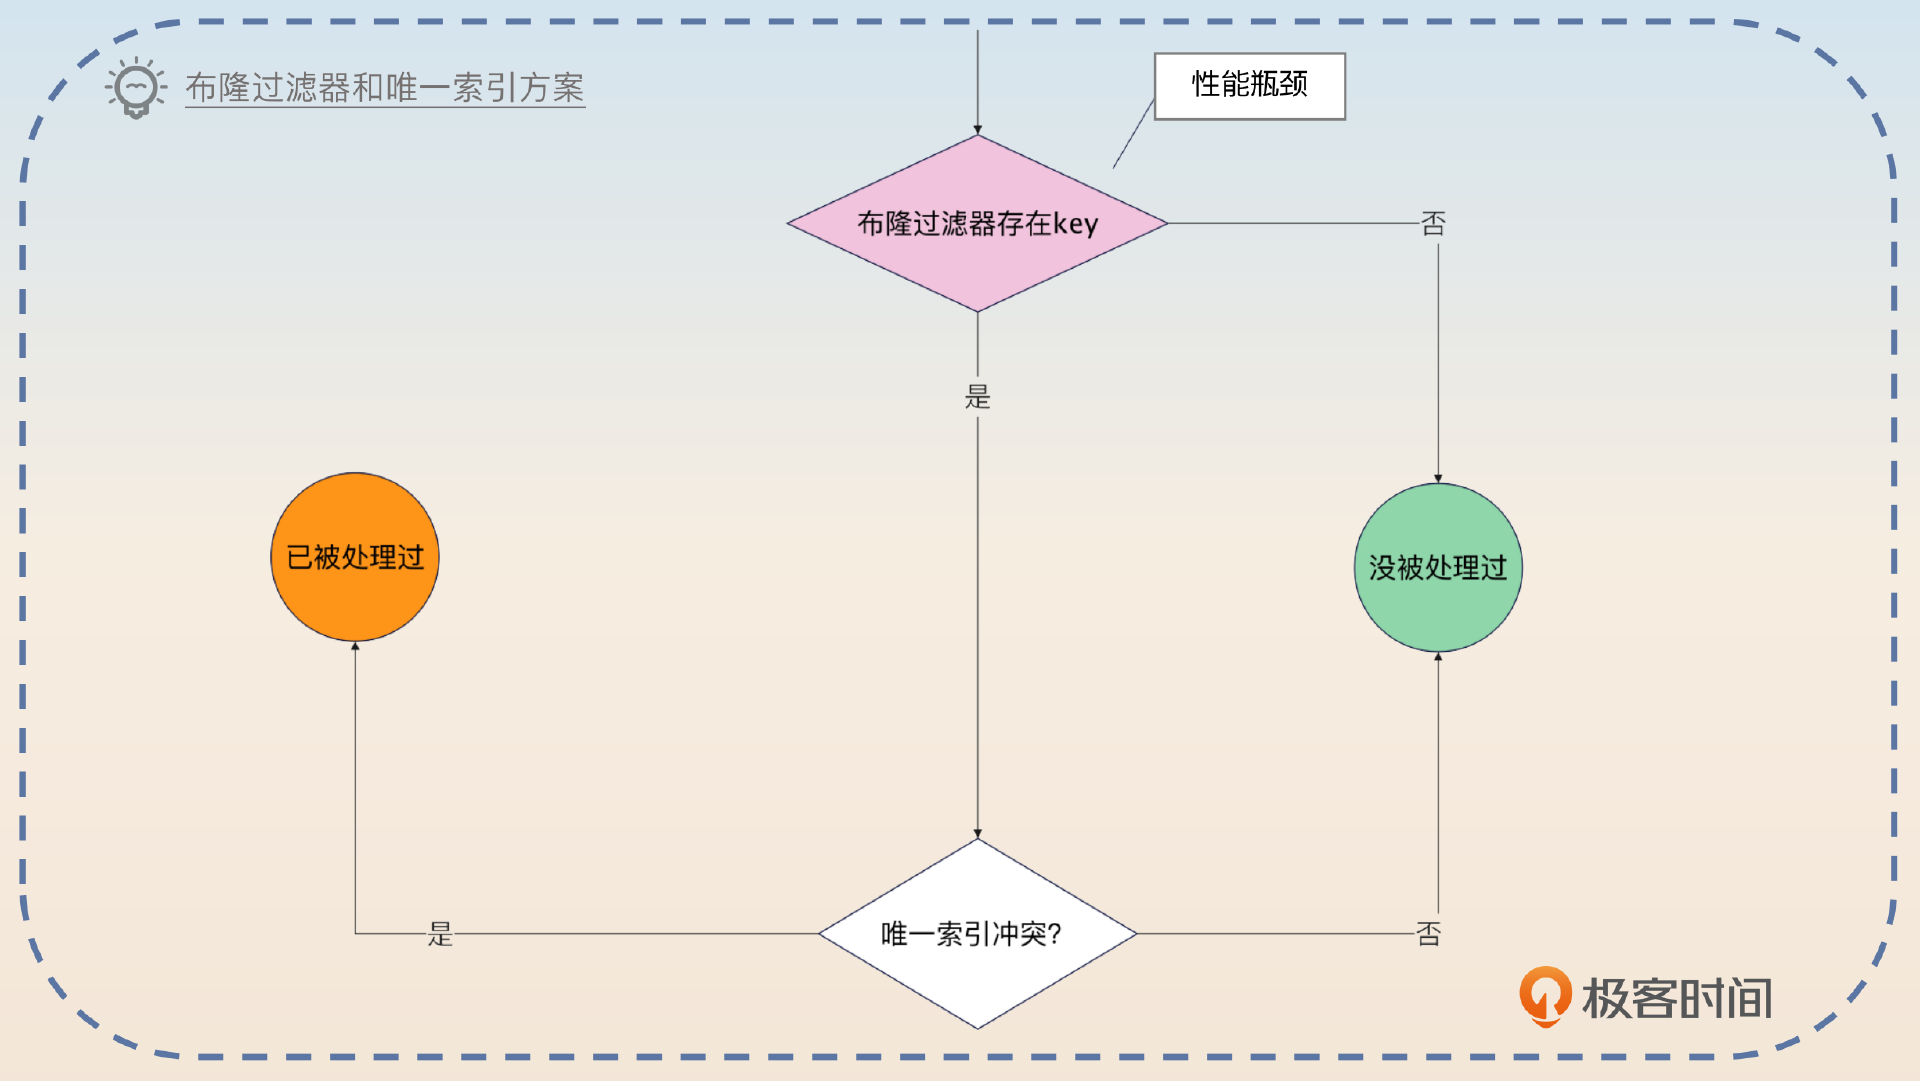 布隆过滤器和唯一索引方案
性能瓶颈
布隆过滤器存在key
否
是
已被处理过
没被处理过
唯一索引冲突?
是
否
极客时间